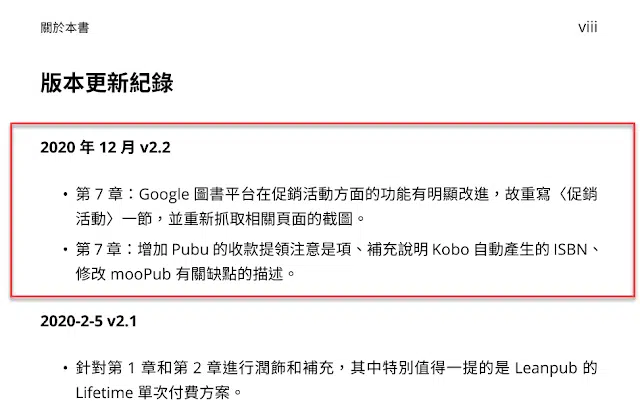 關於本書
viii
版本更新紀錄
2020 年 12 月 v2.2
• 第 7 章：Google 圖書平台在促銷活動方面的功能有明顯改進，故重寫〈促銷
活動〉一節，並重新抓取相關頁面的截圖。
• 第 7 章：增加 Pubu 的收款提領注意是項、補充說明 Kobo 自動產生的 ISBN、
修改 mooPub 有關缺點的描述。
2020-2-5 v2.1
• 針對第 1 章和第 2 章進行潤飾和補充，其中特別值得一提的是 Leanpub 的
Lifetime 單次付費方案。